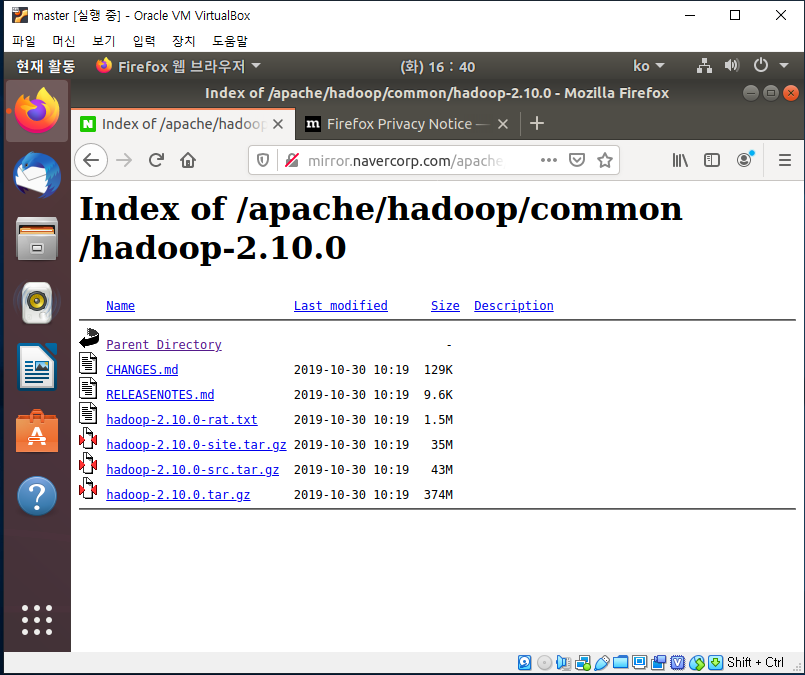 master [실행 중] - Oracle VM VirtualBox
파일 머신 보기 입력 장치 도움말
현재 활동 Firefox 웹 브라우저 (화) 16 : 40 ko
Index of /apache/hadoop/common/hadoop-2.10.0 - Mozilla Firefox
Index of /apache/hadoop Firefox Privacy Notice —
mirror.navercorp.com/apache
Index of /apache/hadoop/common
/hadoop-2.10.0
Name Last modified Size Description
Parent Directory -
CHANGES.md 2019-10-30 10:19 129K
RELEASENOTES.md 2019-10-30 10:19 9.6K
hadoop-2.10.0-rat.txt 2019-10-30 10:19 1.5M
hadoop-2.10.0-site.tar.gz 2019-10-30 10:19 35M
hadoop-2.10.0-src.tar.gz 2019-10-30 10:19 43M
hadoop-2.10.0.tar.gz 2019-10-30 10:19 374M
Shift + Ctrl